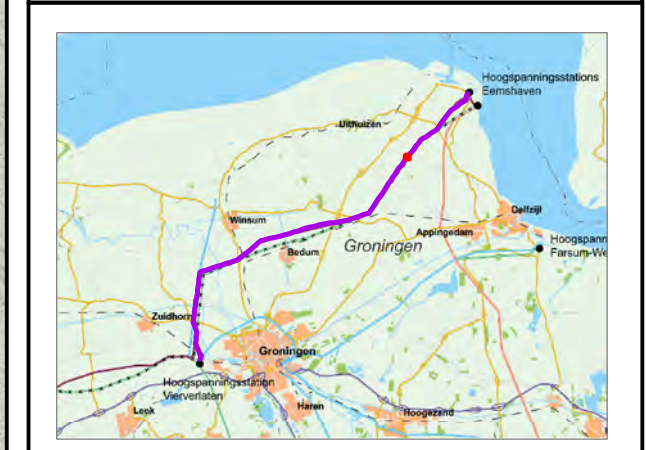 Hoogspanningsstations
Eemshaven
Uithuizen
Delfzijl
Winsum
Appingedam
Groningen
Hoogspann
Farsum-We
Bedum
Zuidhorn
Groningen
Hoogspanningsstation
Vierverlaten
Leek
Haren
Hoogezand